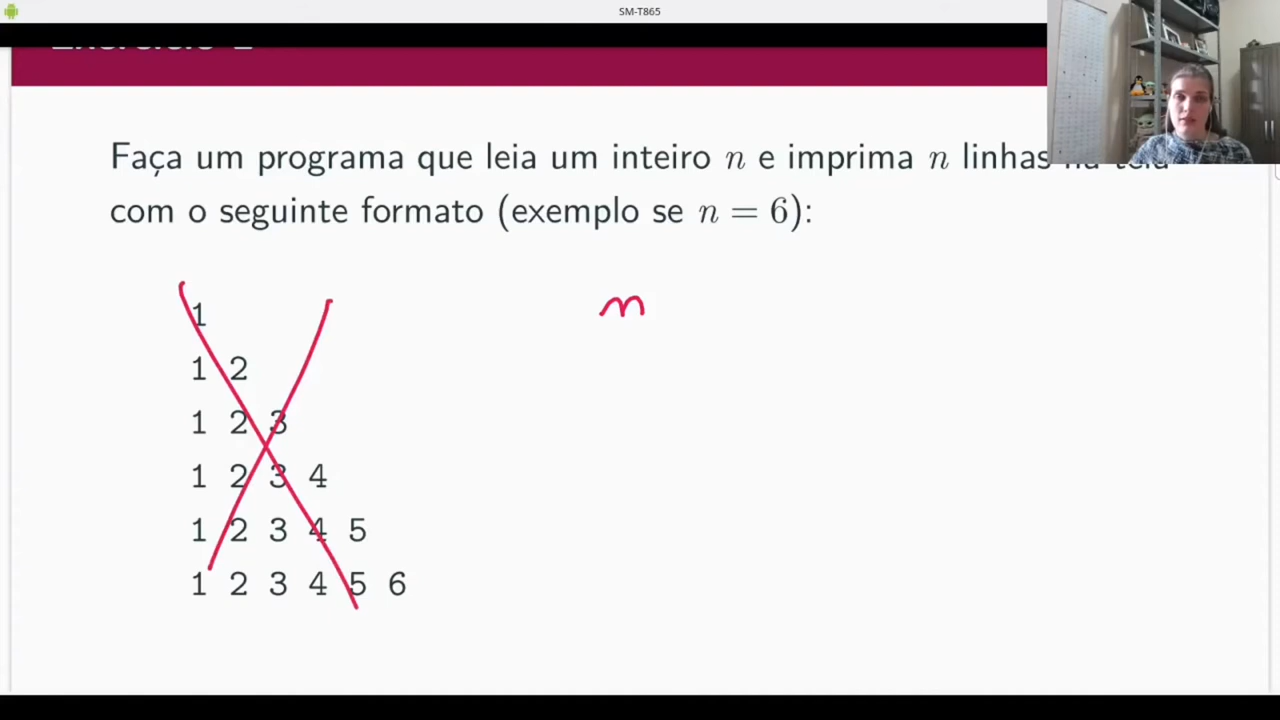 SM-T865
Faça um programa que leia um inteiro n e imprima n linhas
com o seguinte formato (exemplo se n = 6):
1
1 2
1 2 3
1 2 3 4
1 2 3 4 5
1 2 3 4 5 6
n